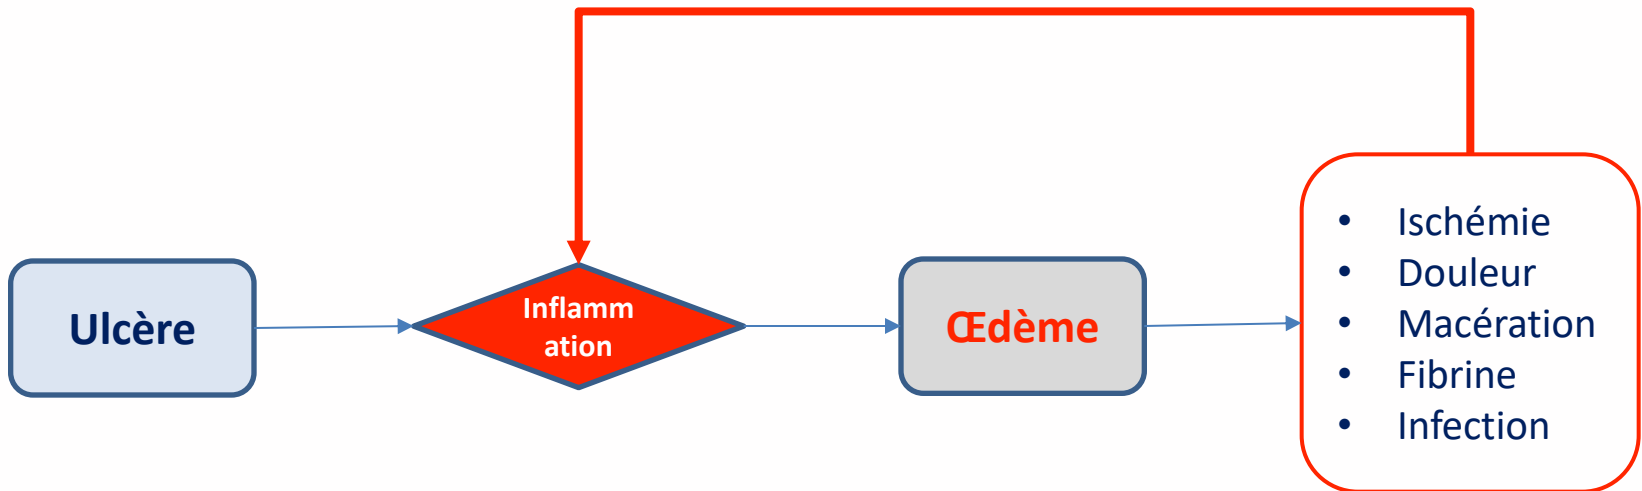 Ulcère
Inflamm
ation
Œdème
• Ischémie
• Douleur
• Macération
• Fibrine
• Infection